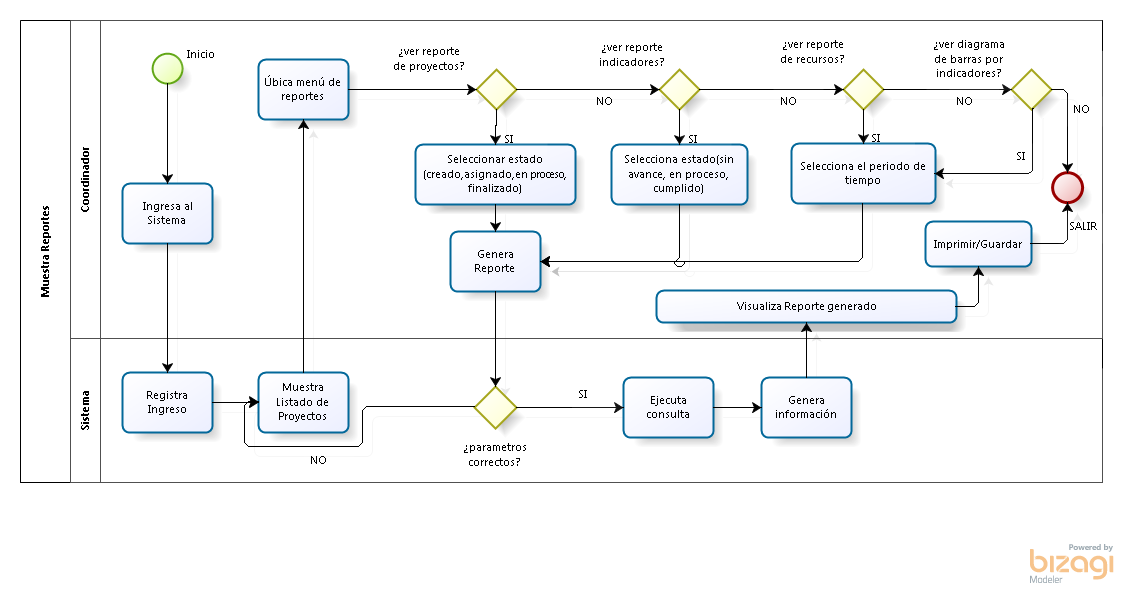 Muestra Reportes
Coordinador
Inicio
¿ver reporte
de proyectos?
¿ver reporte
indicadores?
¿ver reporte
de recursos?
¿ver diagrama
de barras por
indicadores?
Úbica menú de
reportes
NO
NO
NO
NO
SI
SI
SI
SI
Seleccionar estado
(creado,asignado,en proceso,
finalizado)
Selecciona estado(sin
avance, en proceso,
cumplido)
Selecciona el periodo de
tiempo
Ingresa al
Sistema
Genera
Reporte
Imprimir/Guardar
SALIR
Visualiza Reporte generado
Sistema
Registra
Ingreso
Muestra
Listado de
Proyectos
NO
¿parametros
correctos?
SI
Ejecuta
consulta
Genera
información
Powered by
bizagi
Modeler